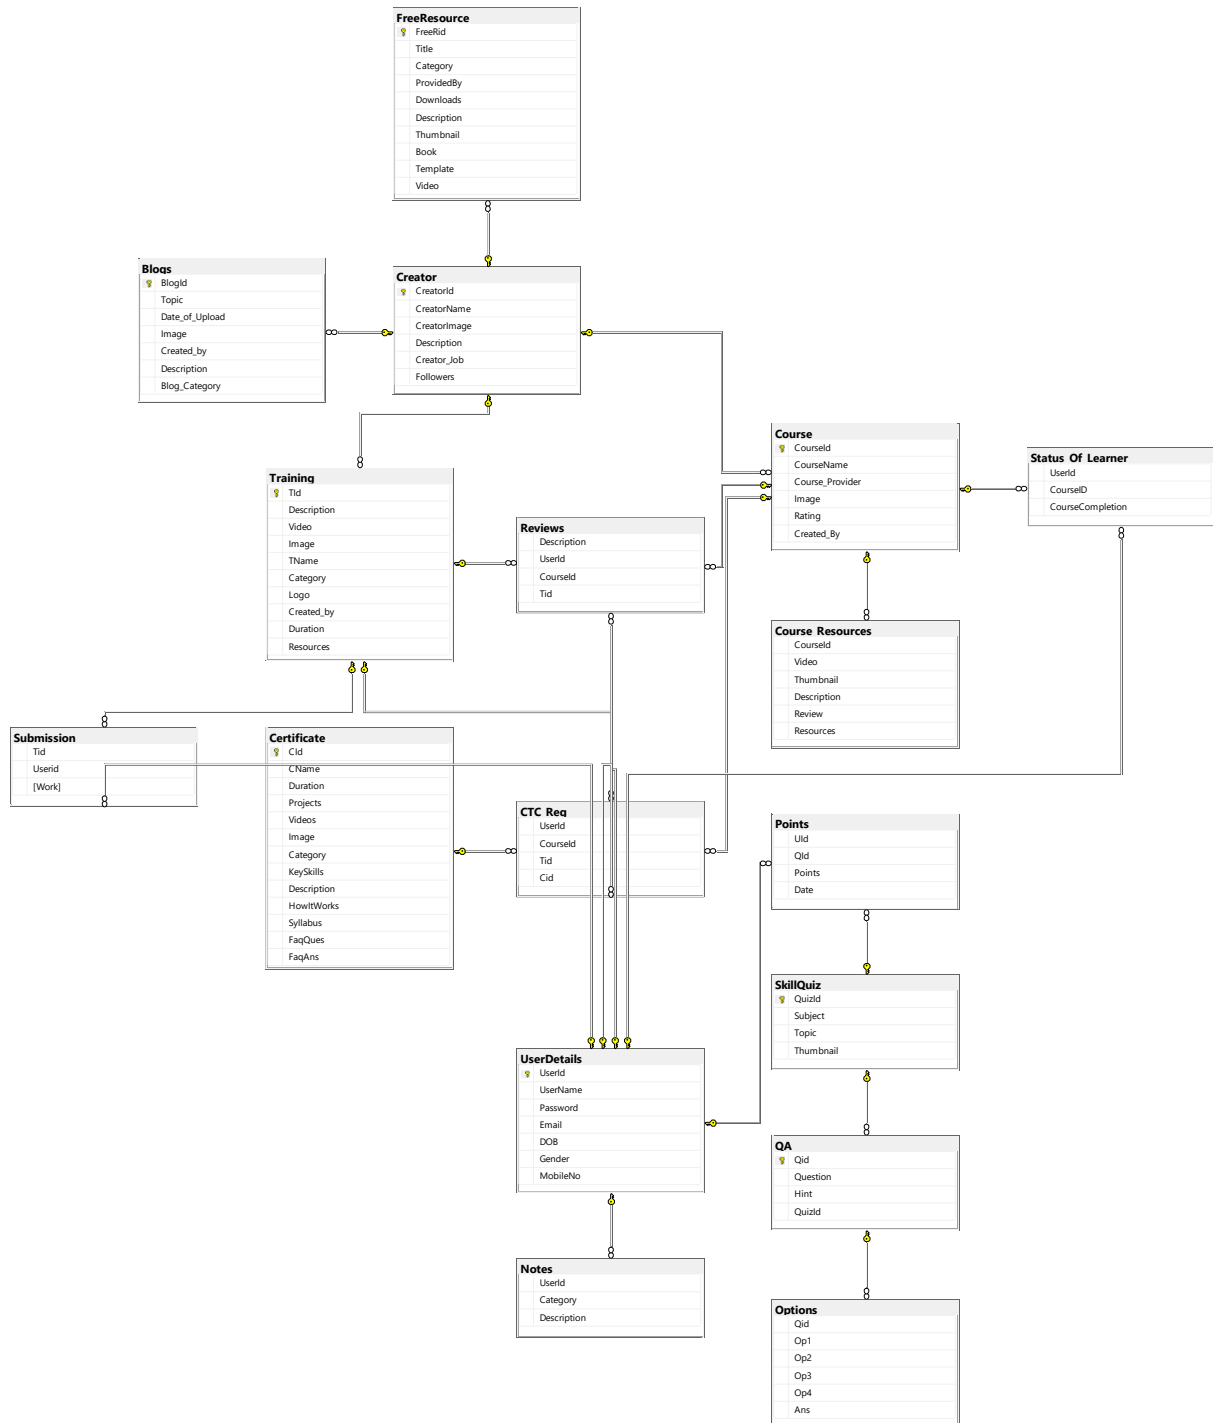 FreeResource
FreeRid
Title
Category
ProvidedBy
Downloads
Description
Thumbnail
Book
Template
Video
Blogs
BlogId
Topic
Date_of_Upload
Image
Created_by
Description
Blog_Category
Creator
CreatorId
CreatorName
CreatorImage
Description
Creator_Job
Followers
Course
CourseId
CourseName
Course_Provider
Image
Rating
Created_By
Status Of Learner
UserId
CourseID
CourseCompletion
Training
TId
Description
Video
Image
TName
Category
Logo
Created_by
Duration
Resources
Reviews
Description
UserId
CourseId
Tid
Course Resources
CourseId
Video
Thumbnail
Description
Review
Resources
Submission
Tid
Userid
[Work]
Certificate
CId
CName
Duration
Projects
Videos
Image
Category
KeySkills
Description
HowItWorks
Syllabus
FaqQues
FaqAns
CTC Req
UserId
CourseId
Tid
Cid
Points
UId
QId
Points
Date
SkillQuiz
QuizId
Subject
Topic
Thumbnail
UserDetails
UserId
UserName
Password
Email
DOB
Gender
MobileNo
QA
Qid
Question
Hint
QuizId
Notes
UserId
Category
Description
Options
Qid
Op1
Op2
Op3
Op4
Ans